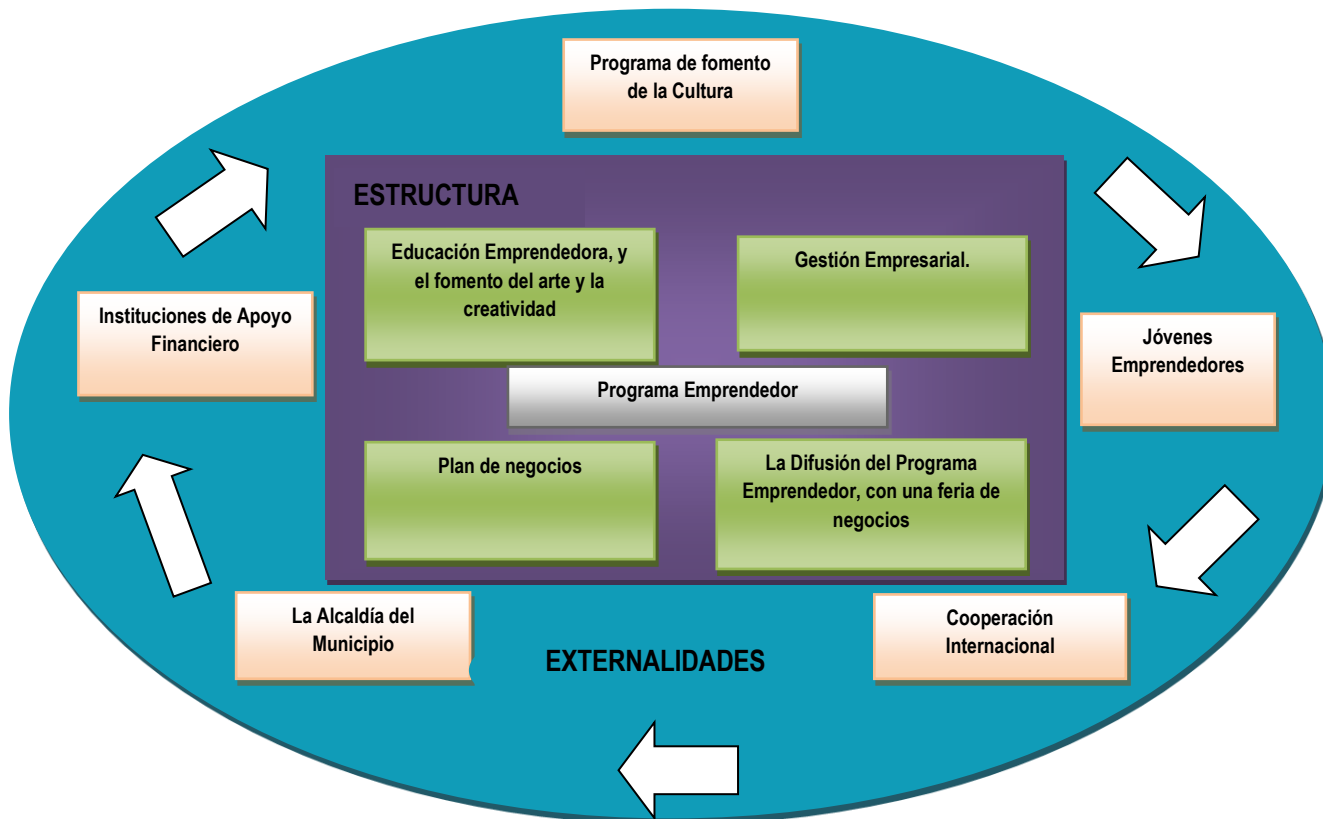 Programa de fomento
de la Cultura
ESTRUCTURA
Educación Emprendedora, y
el fomento del arte y la
creatividad
Gestión Empresarial.
Instituciones de Apoyo
Financiero
Jóvenes
Emprendedores
Programa Emprendedor
Plan de negocios
La Difusión del Programa
Emprendedor, con una feria de
negocios
La Alcaldía del
Municipio
EXTERNALIDADES
Cooperación
Internacional